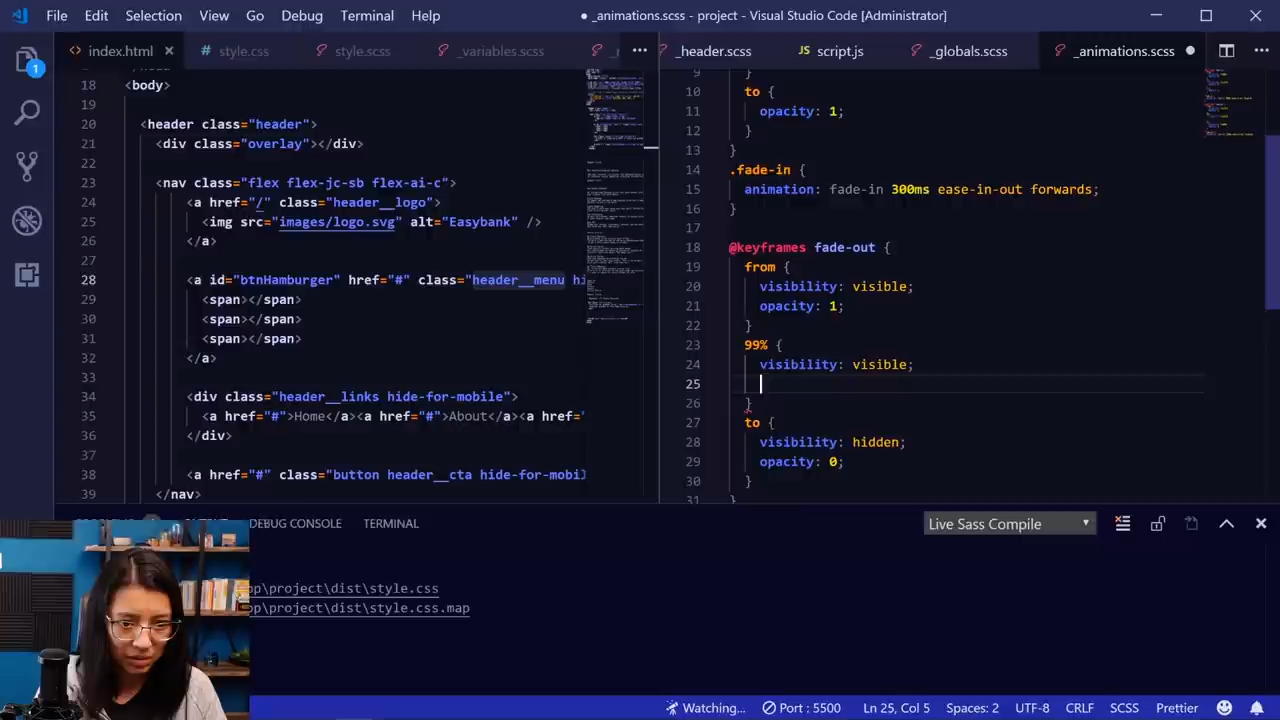 File Edit Selection View Go Debug Terminal Help
● _animations.scss - project - Visual Studio Code [Administrator]
index.html
style.css
style.scss
_variables.scss
_header.scss
script.js
_globals.scss
_animations.scss
1
18 <body>
19
20 <header class="header">
21 <div class="overlay"></div>
22
23 <nav class="flex flex-jc-sb flex-ai-c">
24 <a href="/" class="header__logo">
25 <img src="images/logo.svg" alt="Easybank" />
26 </a>
27
28 id="btnHamburger" href="#" class="header__menu hi
29 <span></span>
30 <span></span>
31 <span></span>
32 </a>
33
34 <div class="header__links hide-for-mobile">
35 <a href="#">Home</a><a href="#">About</a><a href="
36 </div>
37
38 <a href="#" class="button header__cta hide-for-mobil
39 </nav>
9 }
10 to {
11 opacity: 1;
12 }
13 }
14 .fade-in {
15 animation: fade-in 300ms ease-in-out forwards;
16 }
17
18 @keyframes fade-out {
19 from {
20 visibility: visible;
21 opacity: 1;
22 }
23 99% {
24 visibility: visible;
25
26 }
27 to {
28 visibility: hidden;
29 opacity: 0;
30 }
31 }
DEBUG CONSOLE TERMINAL
Live Sass Compile
op\project\dist\style.css
op\project\dist\style.css.map
Watching... Port : 5500 Ln 25, Col 5 Spaces: 2 UTF-8 CRLF SCSS Prettier